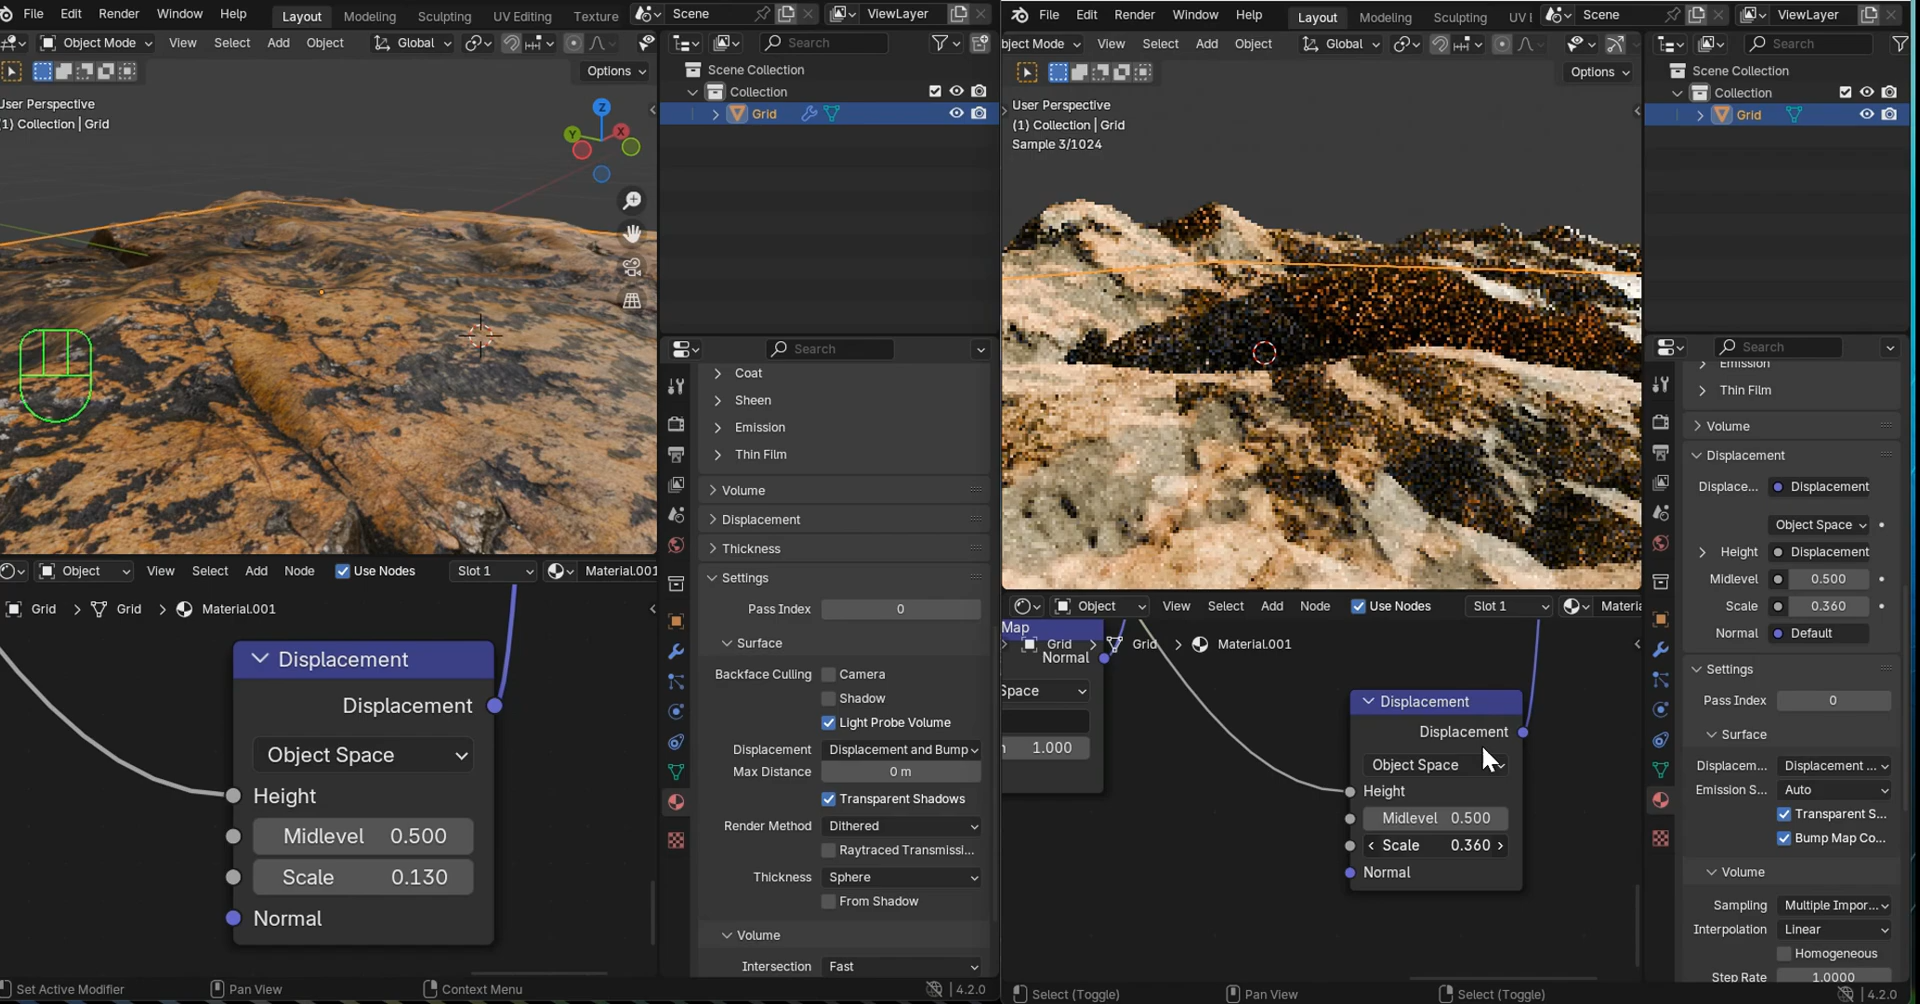 File Edit Render Window Help Layout Modeling Sculpting UV Editing Texture Scene ViewLayer
Object Mode View Select Add Object Global Search
Options
User Perspective
(1) Collection | Grid
Z
Y
X
Scene Collection
Collection
Grid
Search
Coat
Sheen
Emission
Thin Film
Volume
Displacement
Thickness
Settings
Pass Index 0
Surface
Backface Culling Camera
Shadow
Light Probe Volume
Displacement Displacement and Bump
Max Distance 0 m
Transparent Shadows
Render Method Dithered
Raytraced Transmissi...
Thickness Sphere
From Shadow
Volume
Intersection Fast
Object View Select Add Node Use Nodes Slot 1 Material.001
Grid Grid Material.001
Displacement
Displacement
Object Space
Height
Midlevel 0.500
Scale 0.130
Normal
Set Active Modifier Pan View Context Menu 4.2.0
File Edit Render Window Help Layout Modeling Sculpting UV Scene ViewLayer
bject Mode View Select Add Object Global Search
Options
User Perspective
(1) Collection | Grid
Sample 3/1024
Scene Collection
Collection
Grid
Search
Emission
Thin Film
Volume
Displacement
Displace... Displacement
Object Space
Height Displacement
Midlevel 0.500
Scale 0.360
Normal Default
Settings
Pass Index 0
Surface
Displacem... Displacement ...
Emission S... Auto
Transparent S...
Bump Map Co...
Volume
Sampling Multiple Impor...
Interpolation Linear
Homogeneous
Step Rate 1.0000
Object View Select Add Node Use Nodes Slot 1 Materia
Map
Grid Grid Material.001
Normal
Space
1.000
Displacement
Displacement
Object Space
Height
Midlevel 0.500
Scale 0.360
Normal
Select (Toggle) Pan View Select (Toggle) 4.2.0